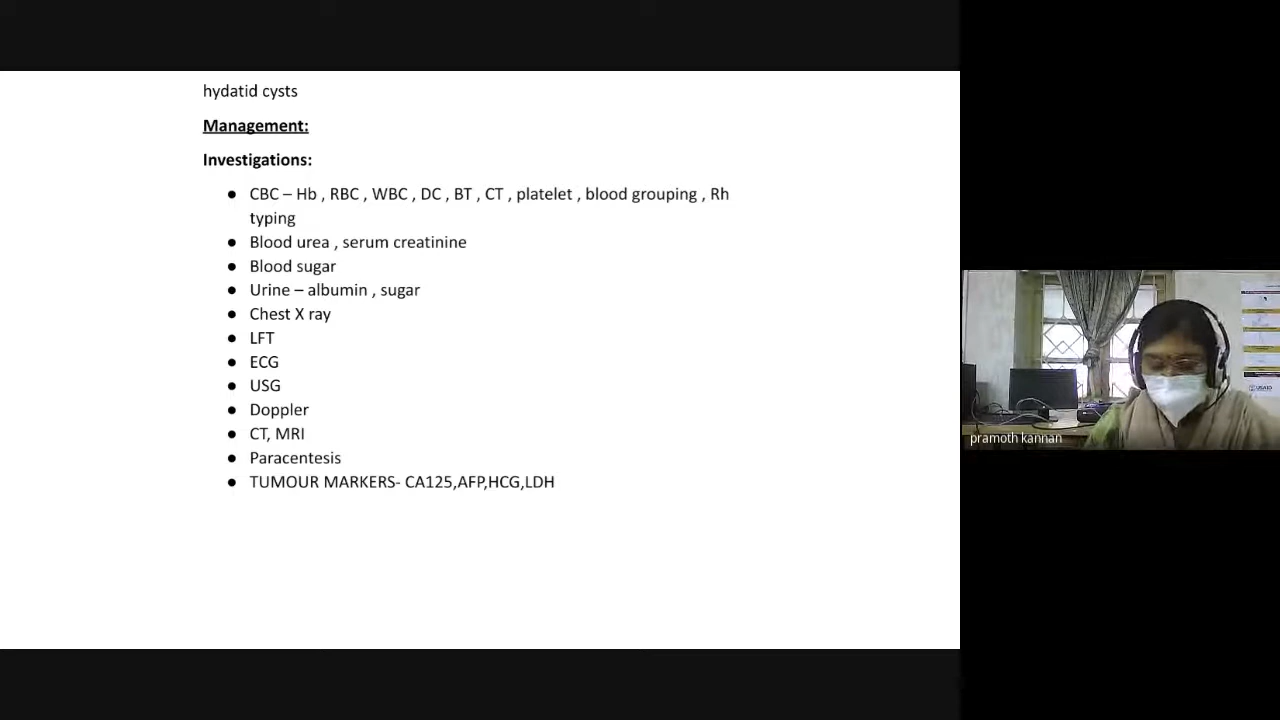 hydatid cysts
Management:
Investigations:
● CBC – Hb , RBC , WBC , DC , BT , CT , platelet , blood grouping , Rh
typing
● Blood urea , serum creatinine
● Blood sugar
● Urine – albumin , sugar
● Chest X ray
● LFT
● ECG
● USG
● Doppler
● CT, MRI
● Paracentesis
● TUMOUR MARKERS- CA125,AFP,HCG,LDH
pramoth kannan
USAID